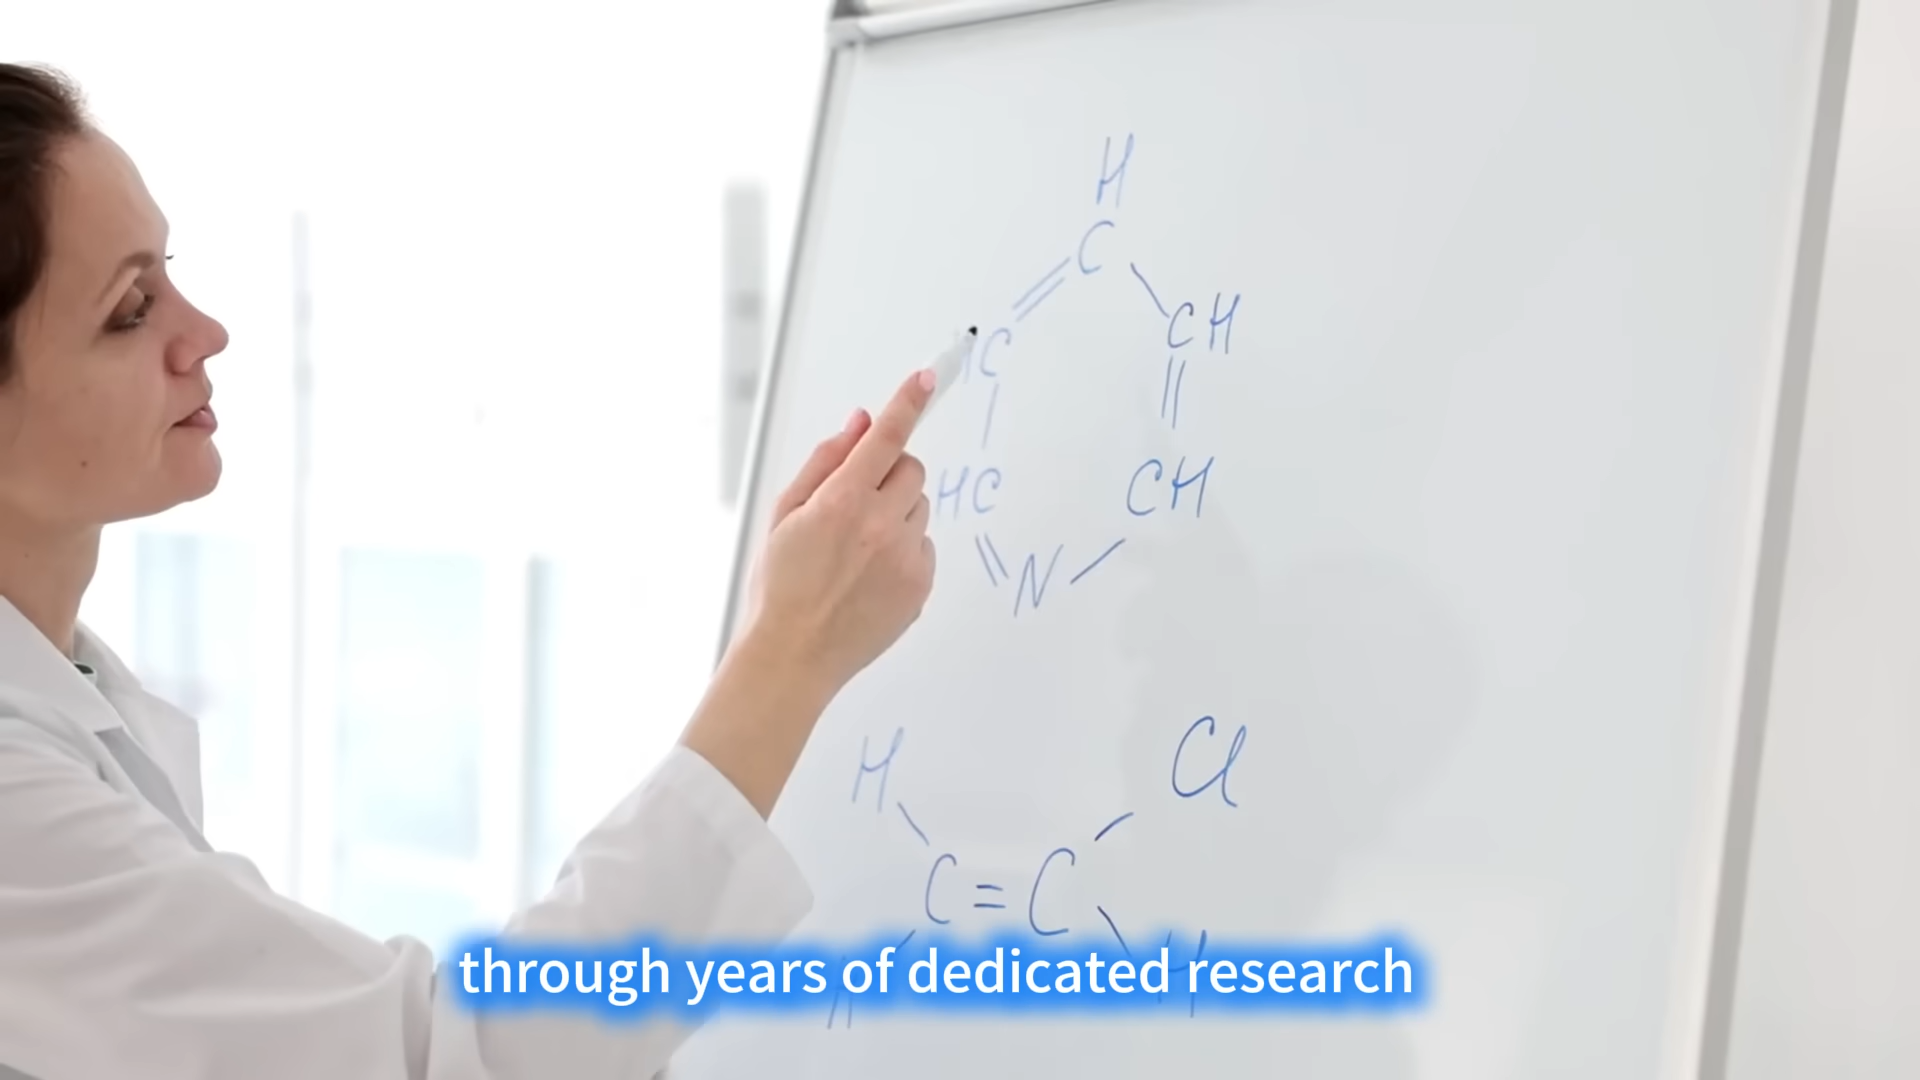 H
C
C CH
HC CH
N
H Cl
C = C
H
through years of dedicated research